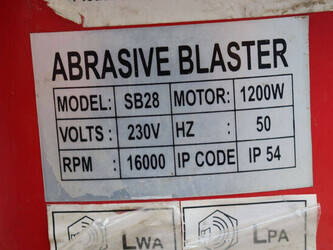 ABRASIVE BLASTER
MODEL: SB28 MOTOR: 1200W
VOLTS : 230V HZ : 50
RPM : 16000 IP CODE : IP 54
LWA LPA